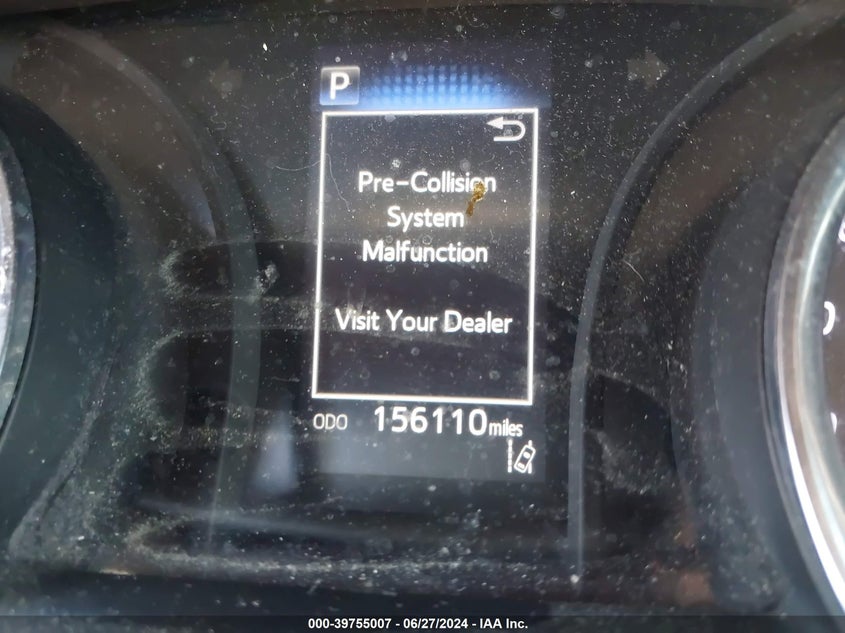 P
Pre-Collision
System
Malfunction
Visit Your Dealer
ODO 156110 miles
000-39755007 - 06/27/2024 - IAA Inc.